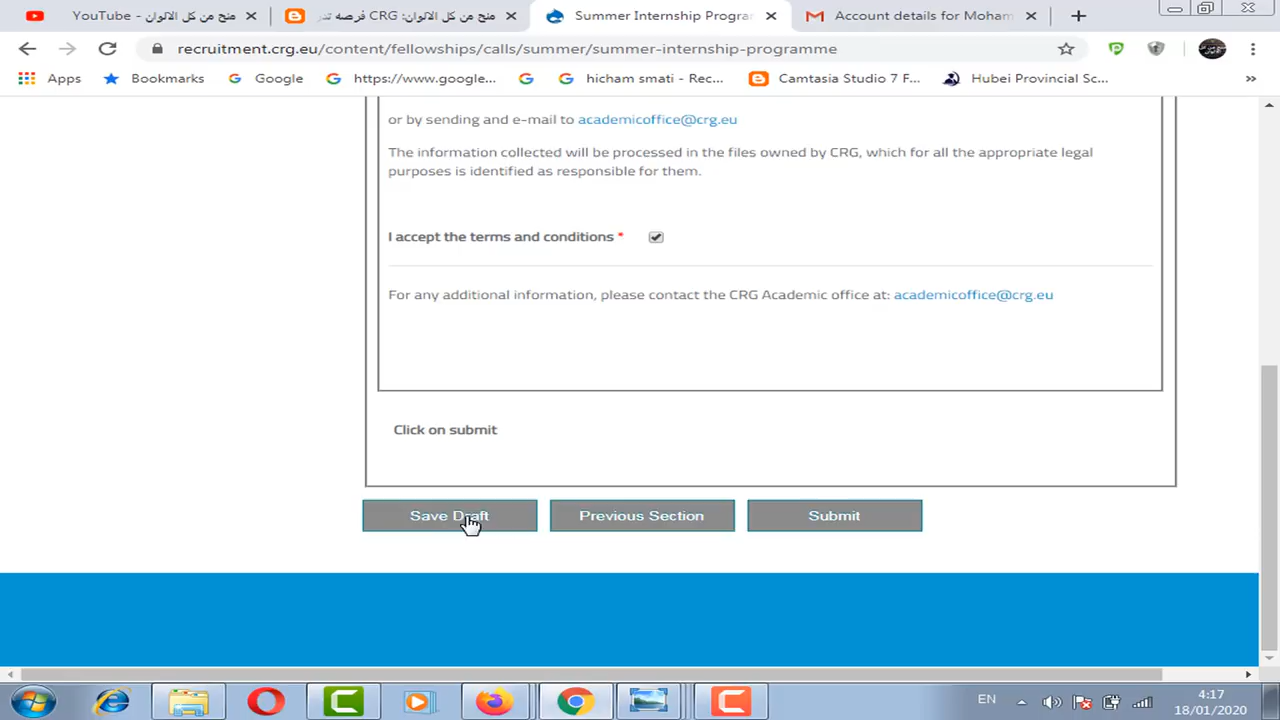 YouTube - منح من كل الالوان
منح من كل الالوان: CRG فرصه تدر
Summer Internship Progra
Account details for Moham
recruitment.crg.eu/content/fellowships/calls/summer/summer-internship-programme
Apps
Bookmarks
Google
https://www.google...
hicham smati - Rec...
Camtasia Studio 7 F...
Hubei Provincial Sc...
or by sending and e-mail to academicoffice@crg.eu
The information collected will be processed in the files owned by CRG, which for all the appropriate legal
purposes is identified as responsible for them.
I accept the terms and conditions *
For any additional information, please contact the CRG Academic office at: academicoffice@crg.eu
Click on submit
Save Draft
Previous Section
Submit
EN
4:17
18/01/2020